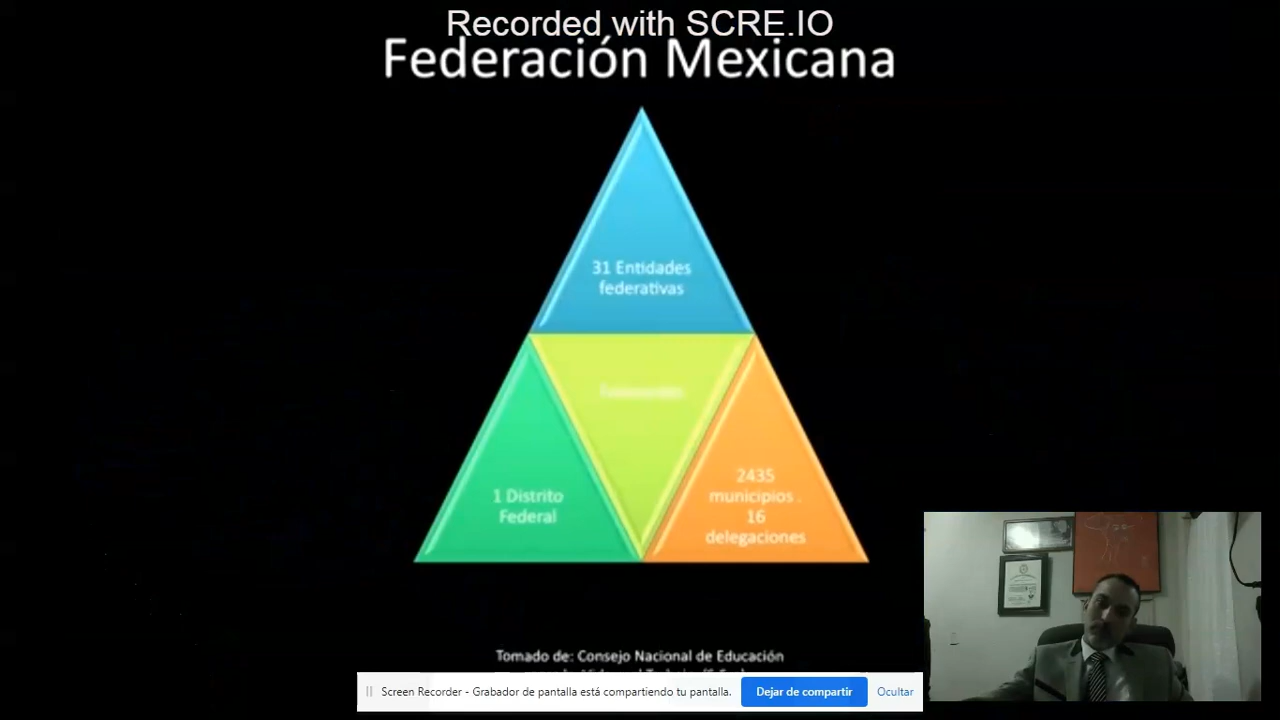 Recorded with SCRE.IO
Federación Mexicana
31 Entidades
federativas
1 Distrito
Federal
2435
municipios .
16
delegaciones
Tomado de: Consejo Nacional de Educación
Screen Recorder - Grabador de pantalla está compartiendo tu pantalla.
Dejar de compartir
Ocultar